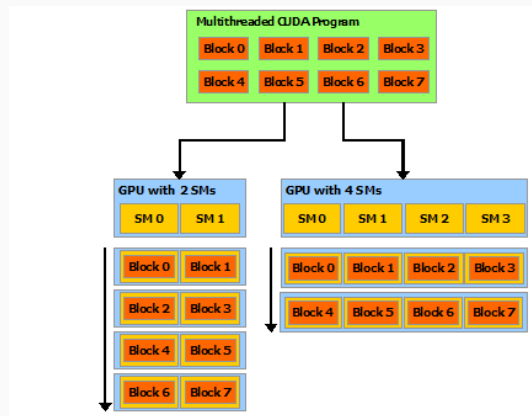 Multithreaded CUDA Program
Block 0 Block 1 Block 2 Block 3
Block 4 Block 5 Block 6 Block 7
GPU with 2 SMs
SM 0 SM 1
Block 0 Block 1
Block 2 Block 3
Block 4 Block 5
Block 6 Block 7
GPU with 4 SMs
SM 0 SM 1 SM 2 SM 3
Block 0 Block 1 Block 2 Block 3
Block 4 Block 5 Block 6 Block 7